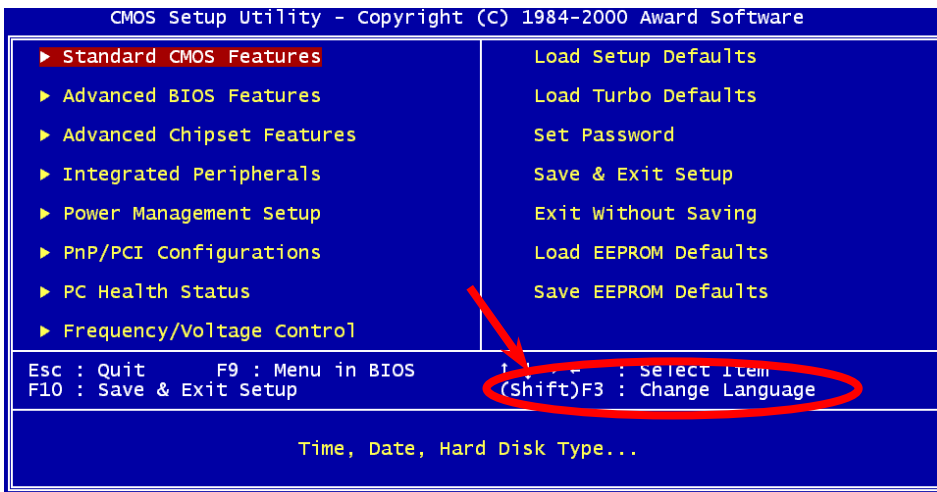 CMOS Setup Utility - Copyright (C) 1984-2000 Award Software
▶ Standard CMOS Features
▶ Advanced BIOS Features
▶ Advanced Chipset Features
▶ Integrated Peripherals
▶ Power Management Setup
▶ PnP/PCI Configurations
▶ PC Health Status
▶ Frequency/Voltage Control
Load Setup Defaults
Load Turbo Defaults
Set Password
Save & Exit Setup
Exit Without Saving
Load EEPROM Defaults
Save EEPROM Defaults
Esc : Quit F9 : Menu in BIOS ↑ ↓ → ← : Select Item
F10 : Save & Exit Setup (Shift)F3 : Change Language
Time, Date, Hard Disk Type...